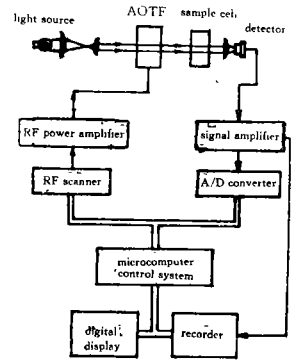 light source
AOTF
sample cell
detector
RF power amplifier
signal amplifier
RF scanner
A/D converter
microcomputer
control system
digital
display
recorder